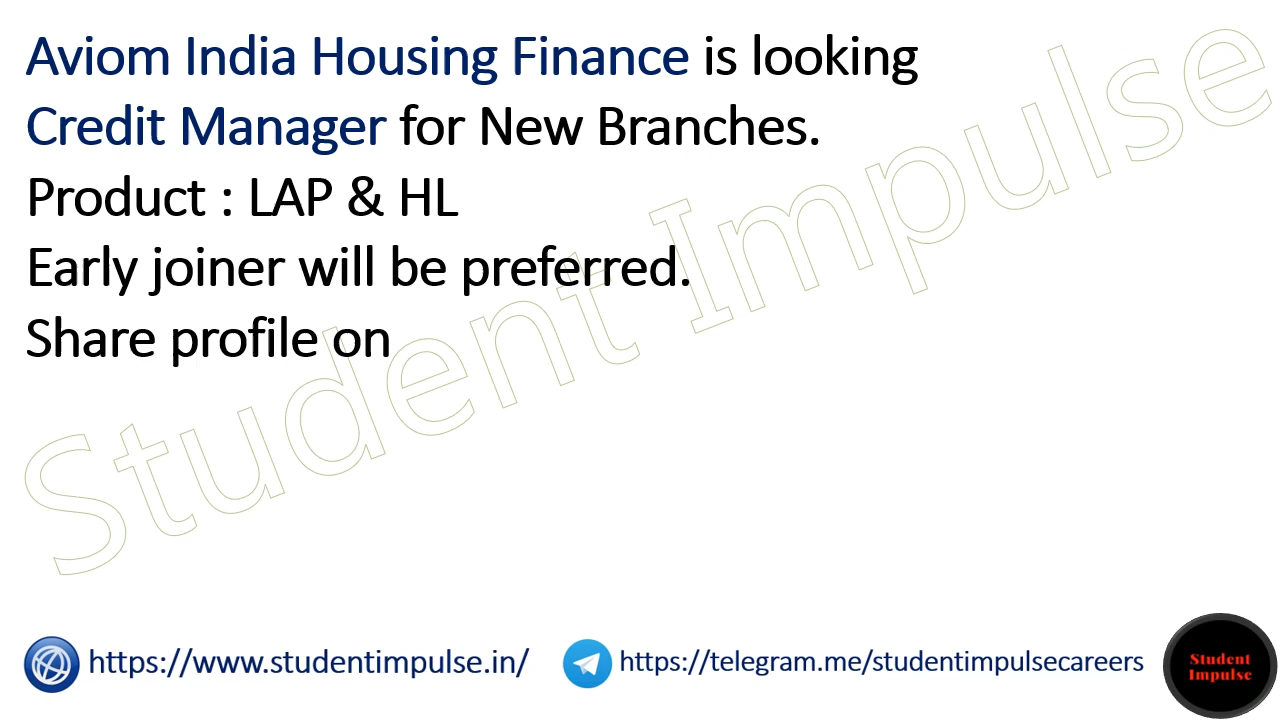 Aviom India Housing Finance is looking
Credit Manager for New Branches.
Product : LAP & HL
Early joiner will be preferred.
Share profile on
Student Impulse
https://www.studentimpulse.in/
https://telegram.me/studentimpulsecareers
Student
Impulse